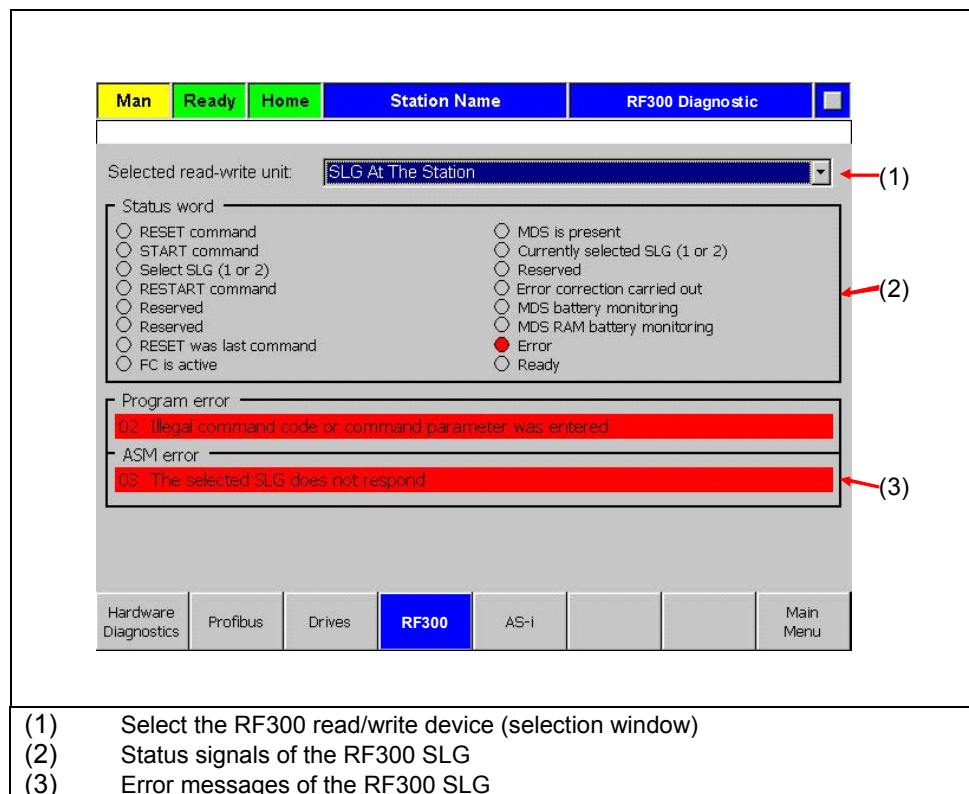 Man Ready Home Station Name RF300 Diagnostic
Selected read-write unit: SLG At The Station
(1)
Status word
RESET command
START command
Select SLG (1 or 2)
RESTART command
Reserved
Reserved
RESET was last command
FC is active
MDS is present
Currently selected SLG (1 or 2)
Reserved
Error correction carried out
MDS battery monitoring
MDS RAM battery monitoring
Error
Ready
(2)
Program error
02 Illegal command code or command parameter was entered
ASM error
03 The selected SLG does not respond
(3)
Hardware Diagnostics
Profibus
Drives
RF300
AS-i
Main Menu
(1) Select the RF300 read/write device (selection window)
(2) Status signals of the RF300 SLG
(3) Error messages of the RF300 SLG